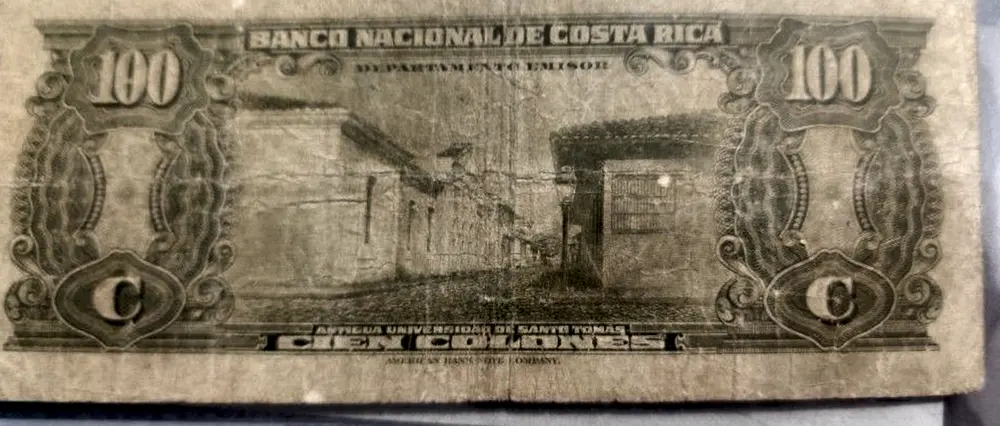 BANCO NACIONAL DE COSTA RICA
DEPARTAMENTO EMISOR
100
100
C
C
ANTIGUA UNIVERSIDAD DE SANTO TOMAS
CIEN COLONES
AMERICAN BANK NOTE COMPANY.